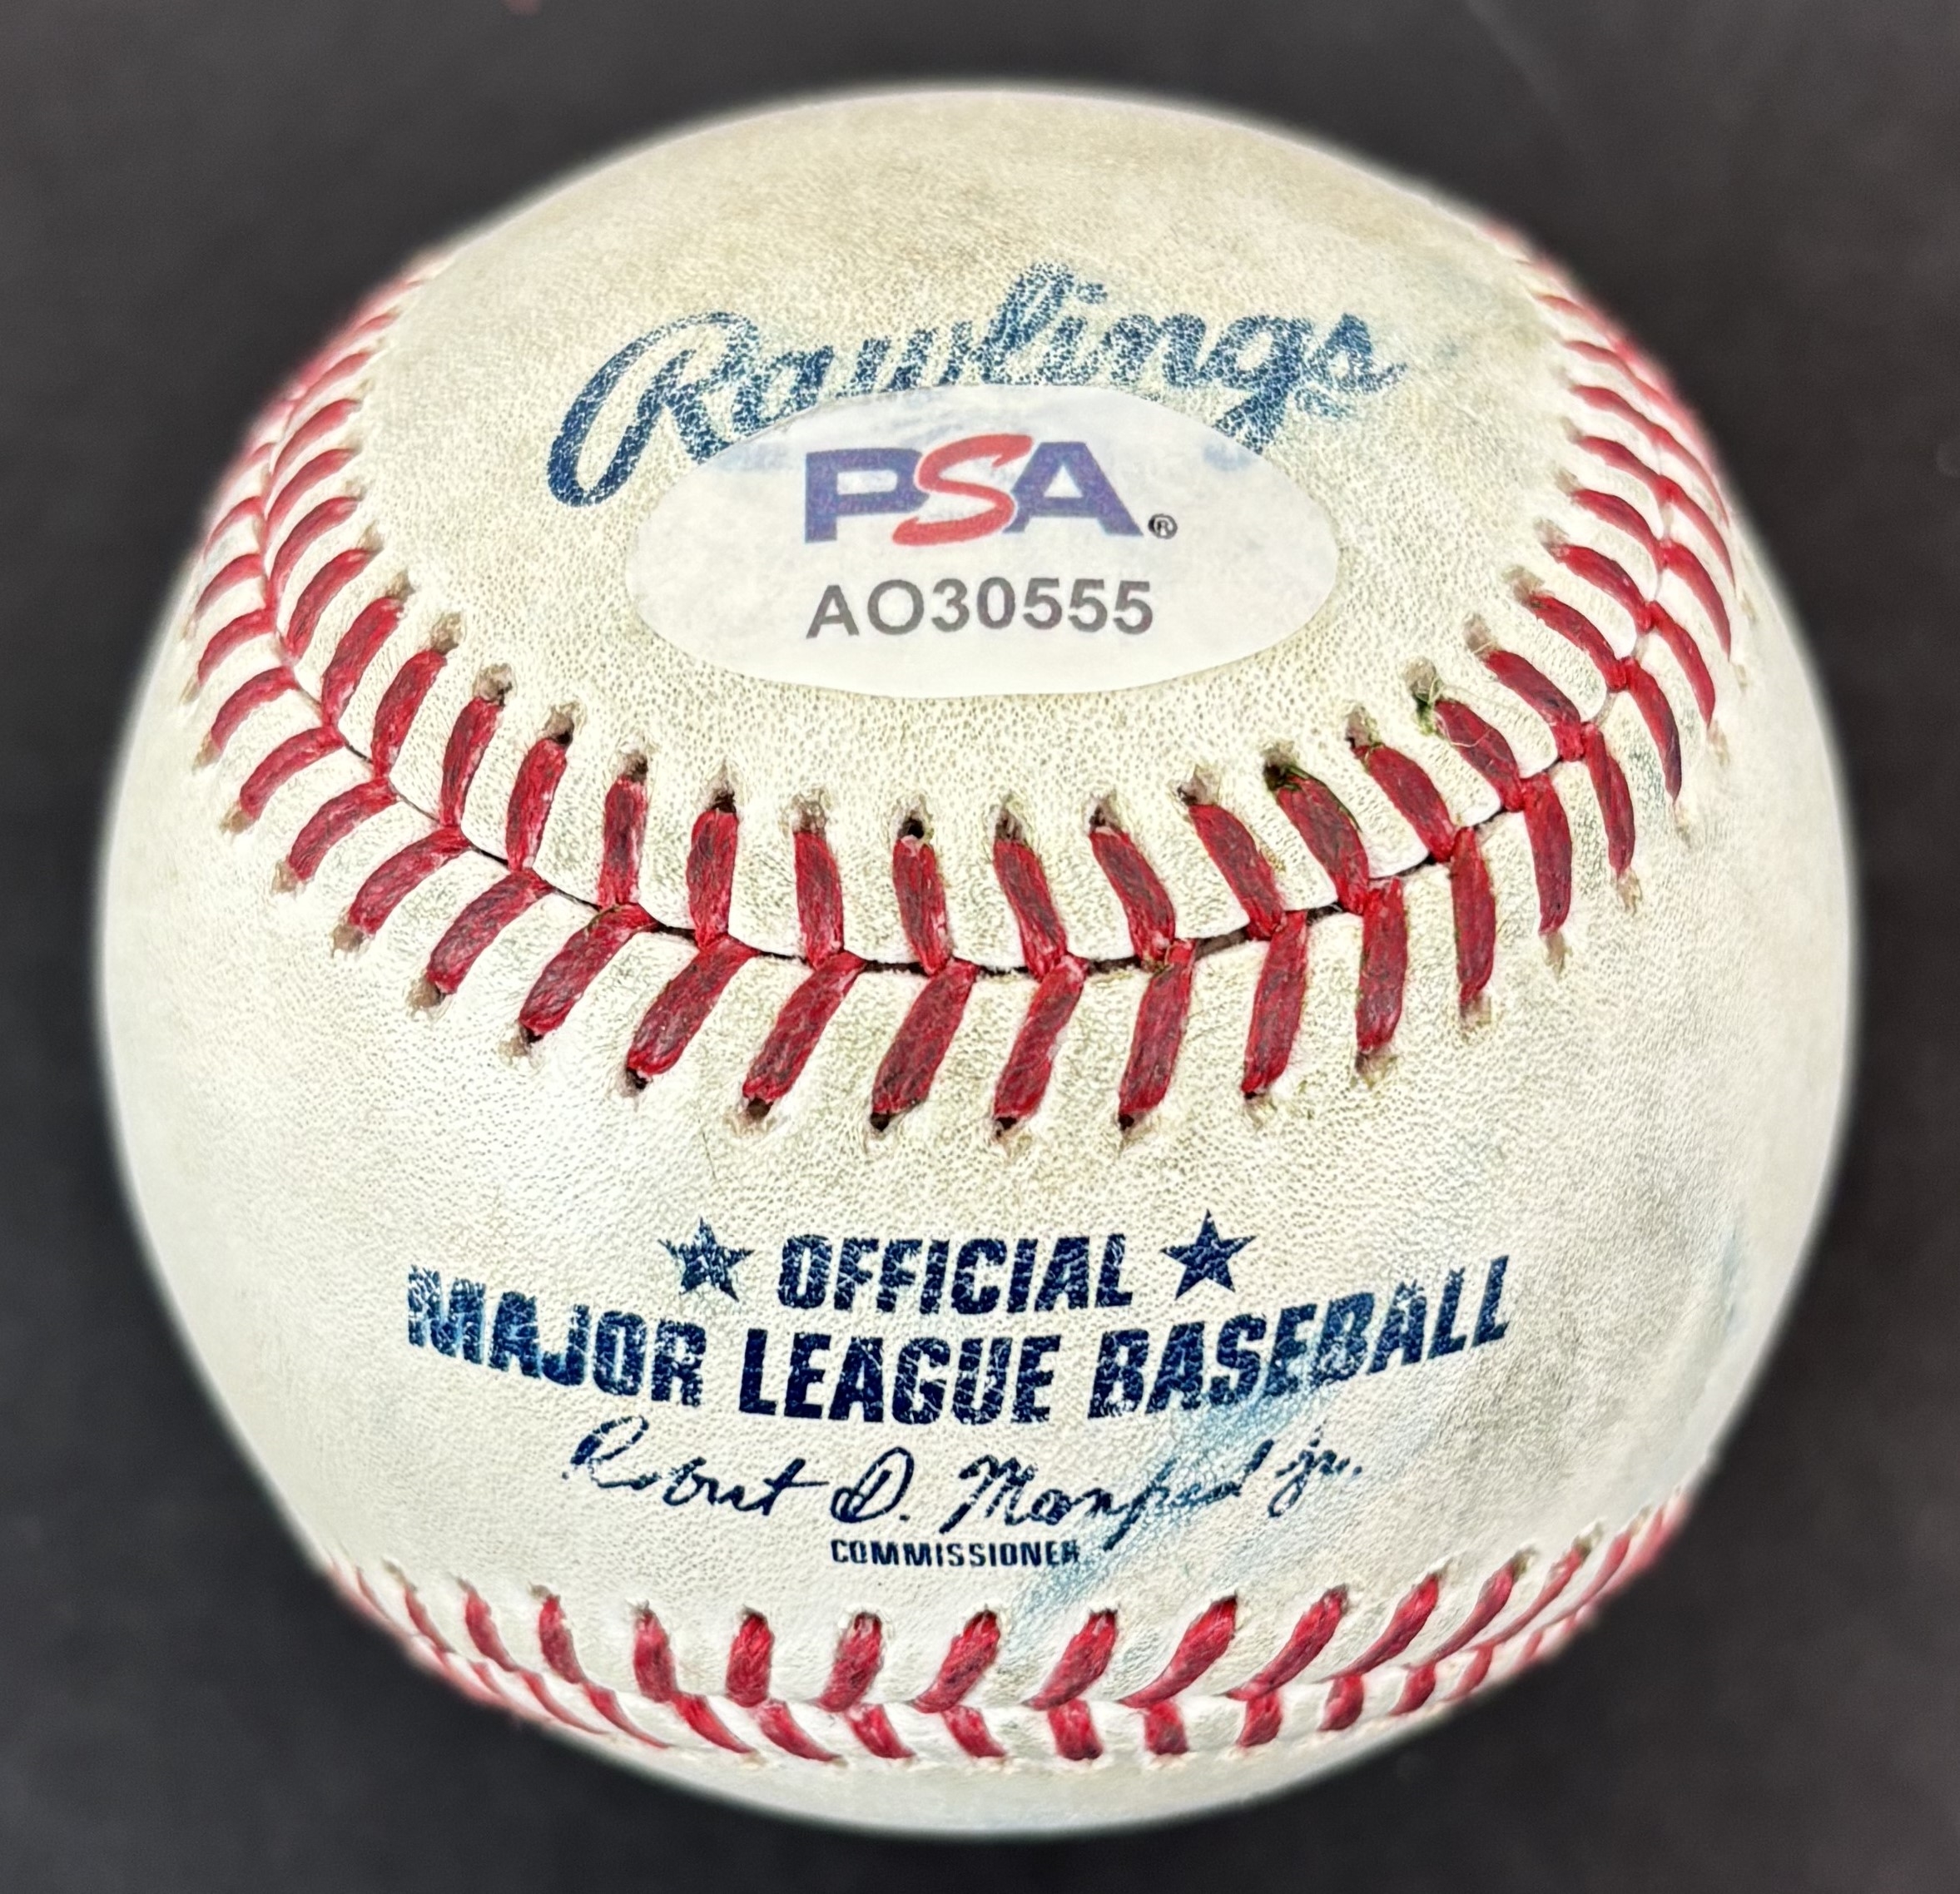 Rawlings
PSA®
AO30555
★ OFFICIAL ★
MAJOR LEAGUE BASEBALL
Robert D. Manfred Jr.
COMMISSIONER